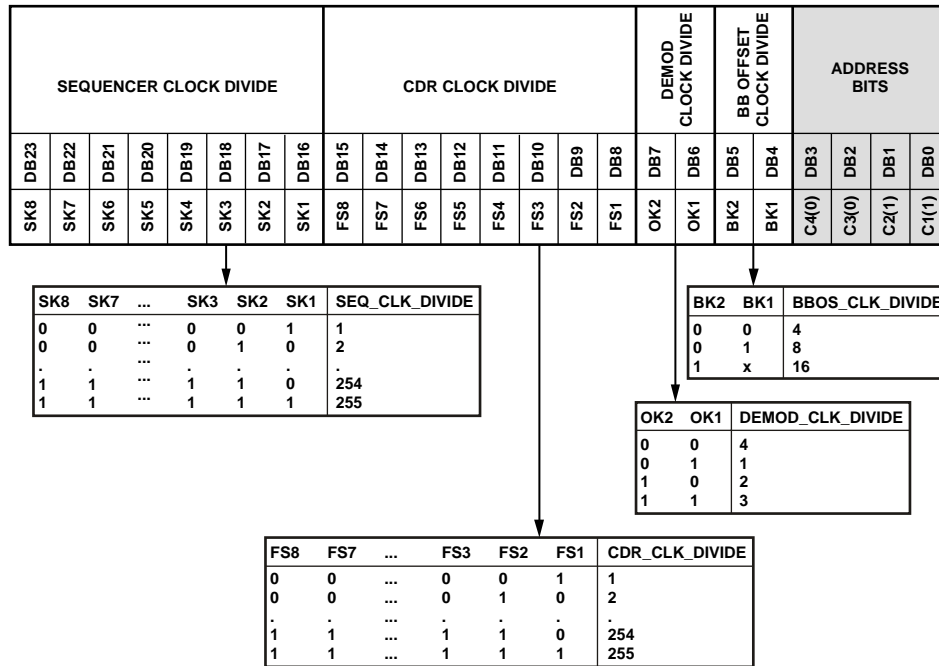 SEQUENCER CLOCK DIVIDE CDR CLOCK DIVIDE DEMOD CLOCK DIVIDE BB OFFSET CLOCK DIVIDE ADDRESS BITS
DB23 DB22 DB21 DB20 DB19 DB18 DB17 DB16 DB15 DB14 DB13 DB12 DB11 DB10 DB9 DB8 DB7 DB6 DB5 DB4 DB3 DB2 DB1 DB0
SK8 SK7 SK6 SK5 SK4 SK3 SK2 SK1 FS8 FS7 FS6 FS5 FS4 FS3 FS2 FS1 OK2 OK1 BK2 BK1 C4(0) C3(0) C2(1) C1(1)
SK8 SK7 ... SK3 SK2 SK1 SEQ_CLK_DIVIDE
0 0 ... 0 0 1 1
0 0 ... 0 1 0 2
. . ... . . . .
1 1 ... 1 1 0 254
1 1 ... 1 1 1 255
BK2 BK1 BBOS_CLK_DIVIDE
0 0 4
0 1 8
1 x 16
OK2 OK1 DEMOD_CLK_DIVIDE
0 0 4
0 1 1
1 0 2
1 1 3
FS8 FS7 ... FS3 FS2 FS1 CDR_CLK_DIVIDE
0 0 ... 0 0 1 1
0 0 ... 0 1 0 2
. . ... . . . .
1 1 ... 1 1 0 254
1 1 ... 1 1 1 255